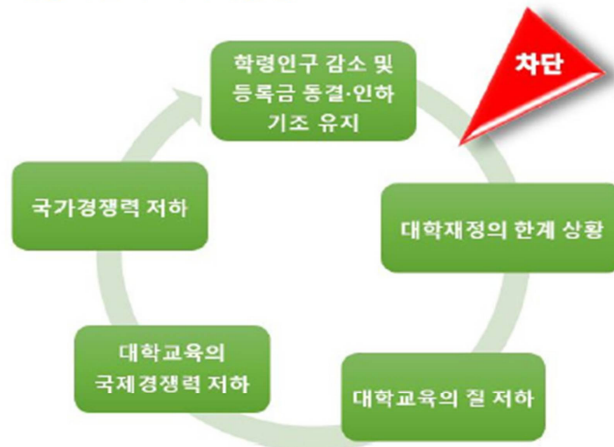 학령인구 감소 및
등록금 동결·인하
기조 유지
차단
대학재정의 한계 상황
대학교육의 질 저하
대학교육의
국제경쟁력 저하
국가경쟁력 저하